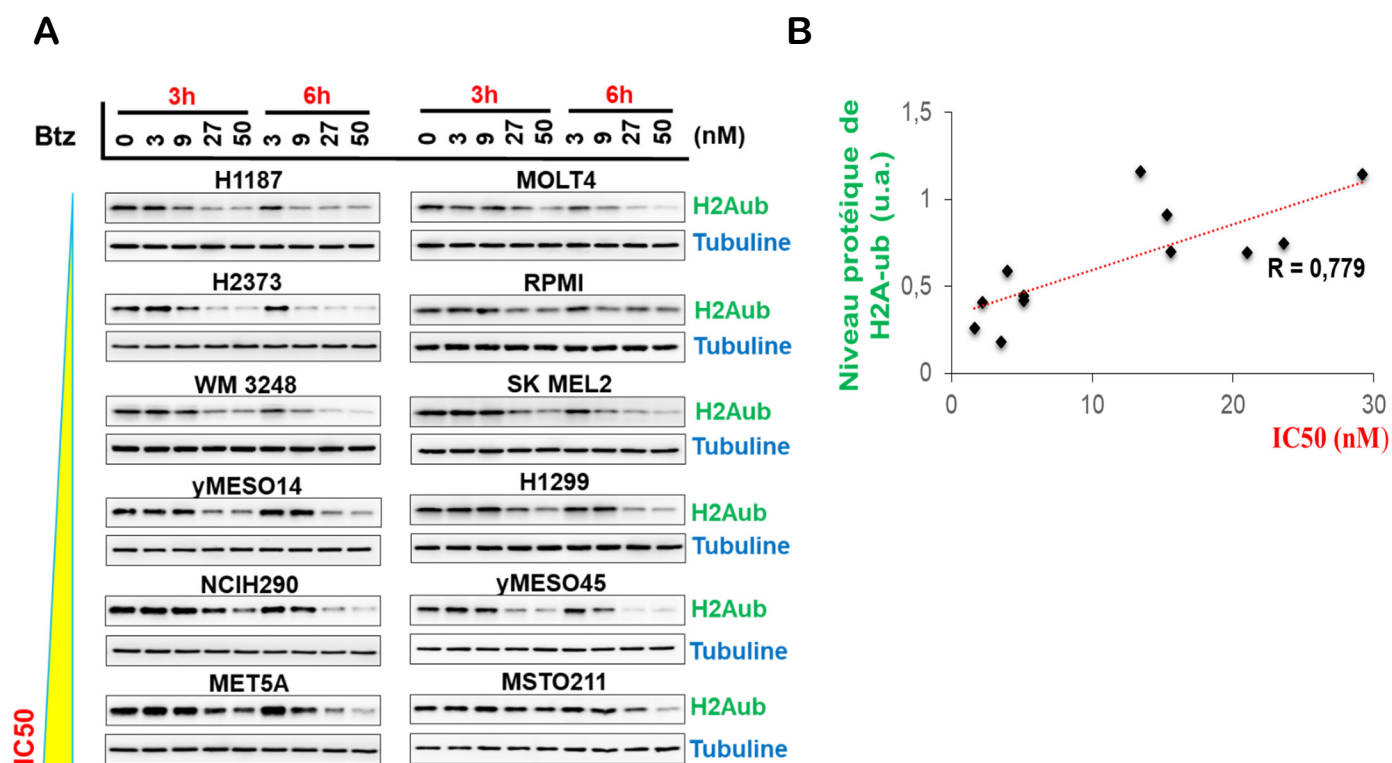 A
B
3h 6h 3h 6h
Btz 0 3 9 27 50 3 9 27 50 0 3 9 27 50 3 9 27 50 (nM)
H1187 MOLT4
H2Aub
Tubuline
H2373 RPMI
H2Aub
Tubuline
WM 3248 SK MEL2
H2Aub
Tubuline
yMESO14 H1299
H2Aub
Tubuline
NCIH290 yMESO45
H2Aub
Tubuline
MET5A MSTO211
H2Aub
Tubuline
IC50
Niveau protéique de
H2A-ub (u.a.)
1,5
1
0,5
0
R = 0,779
0 10 20 30
IC50 (nM)